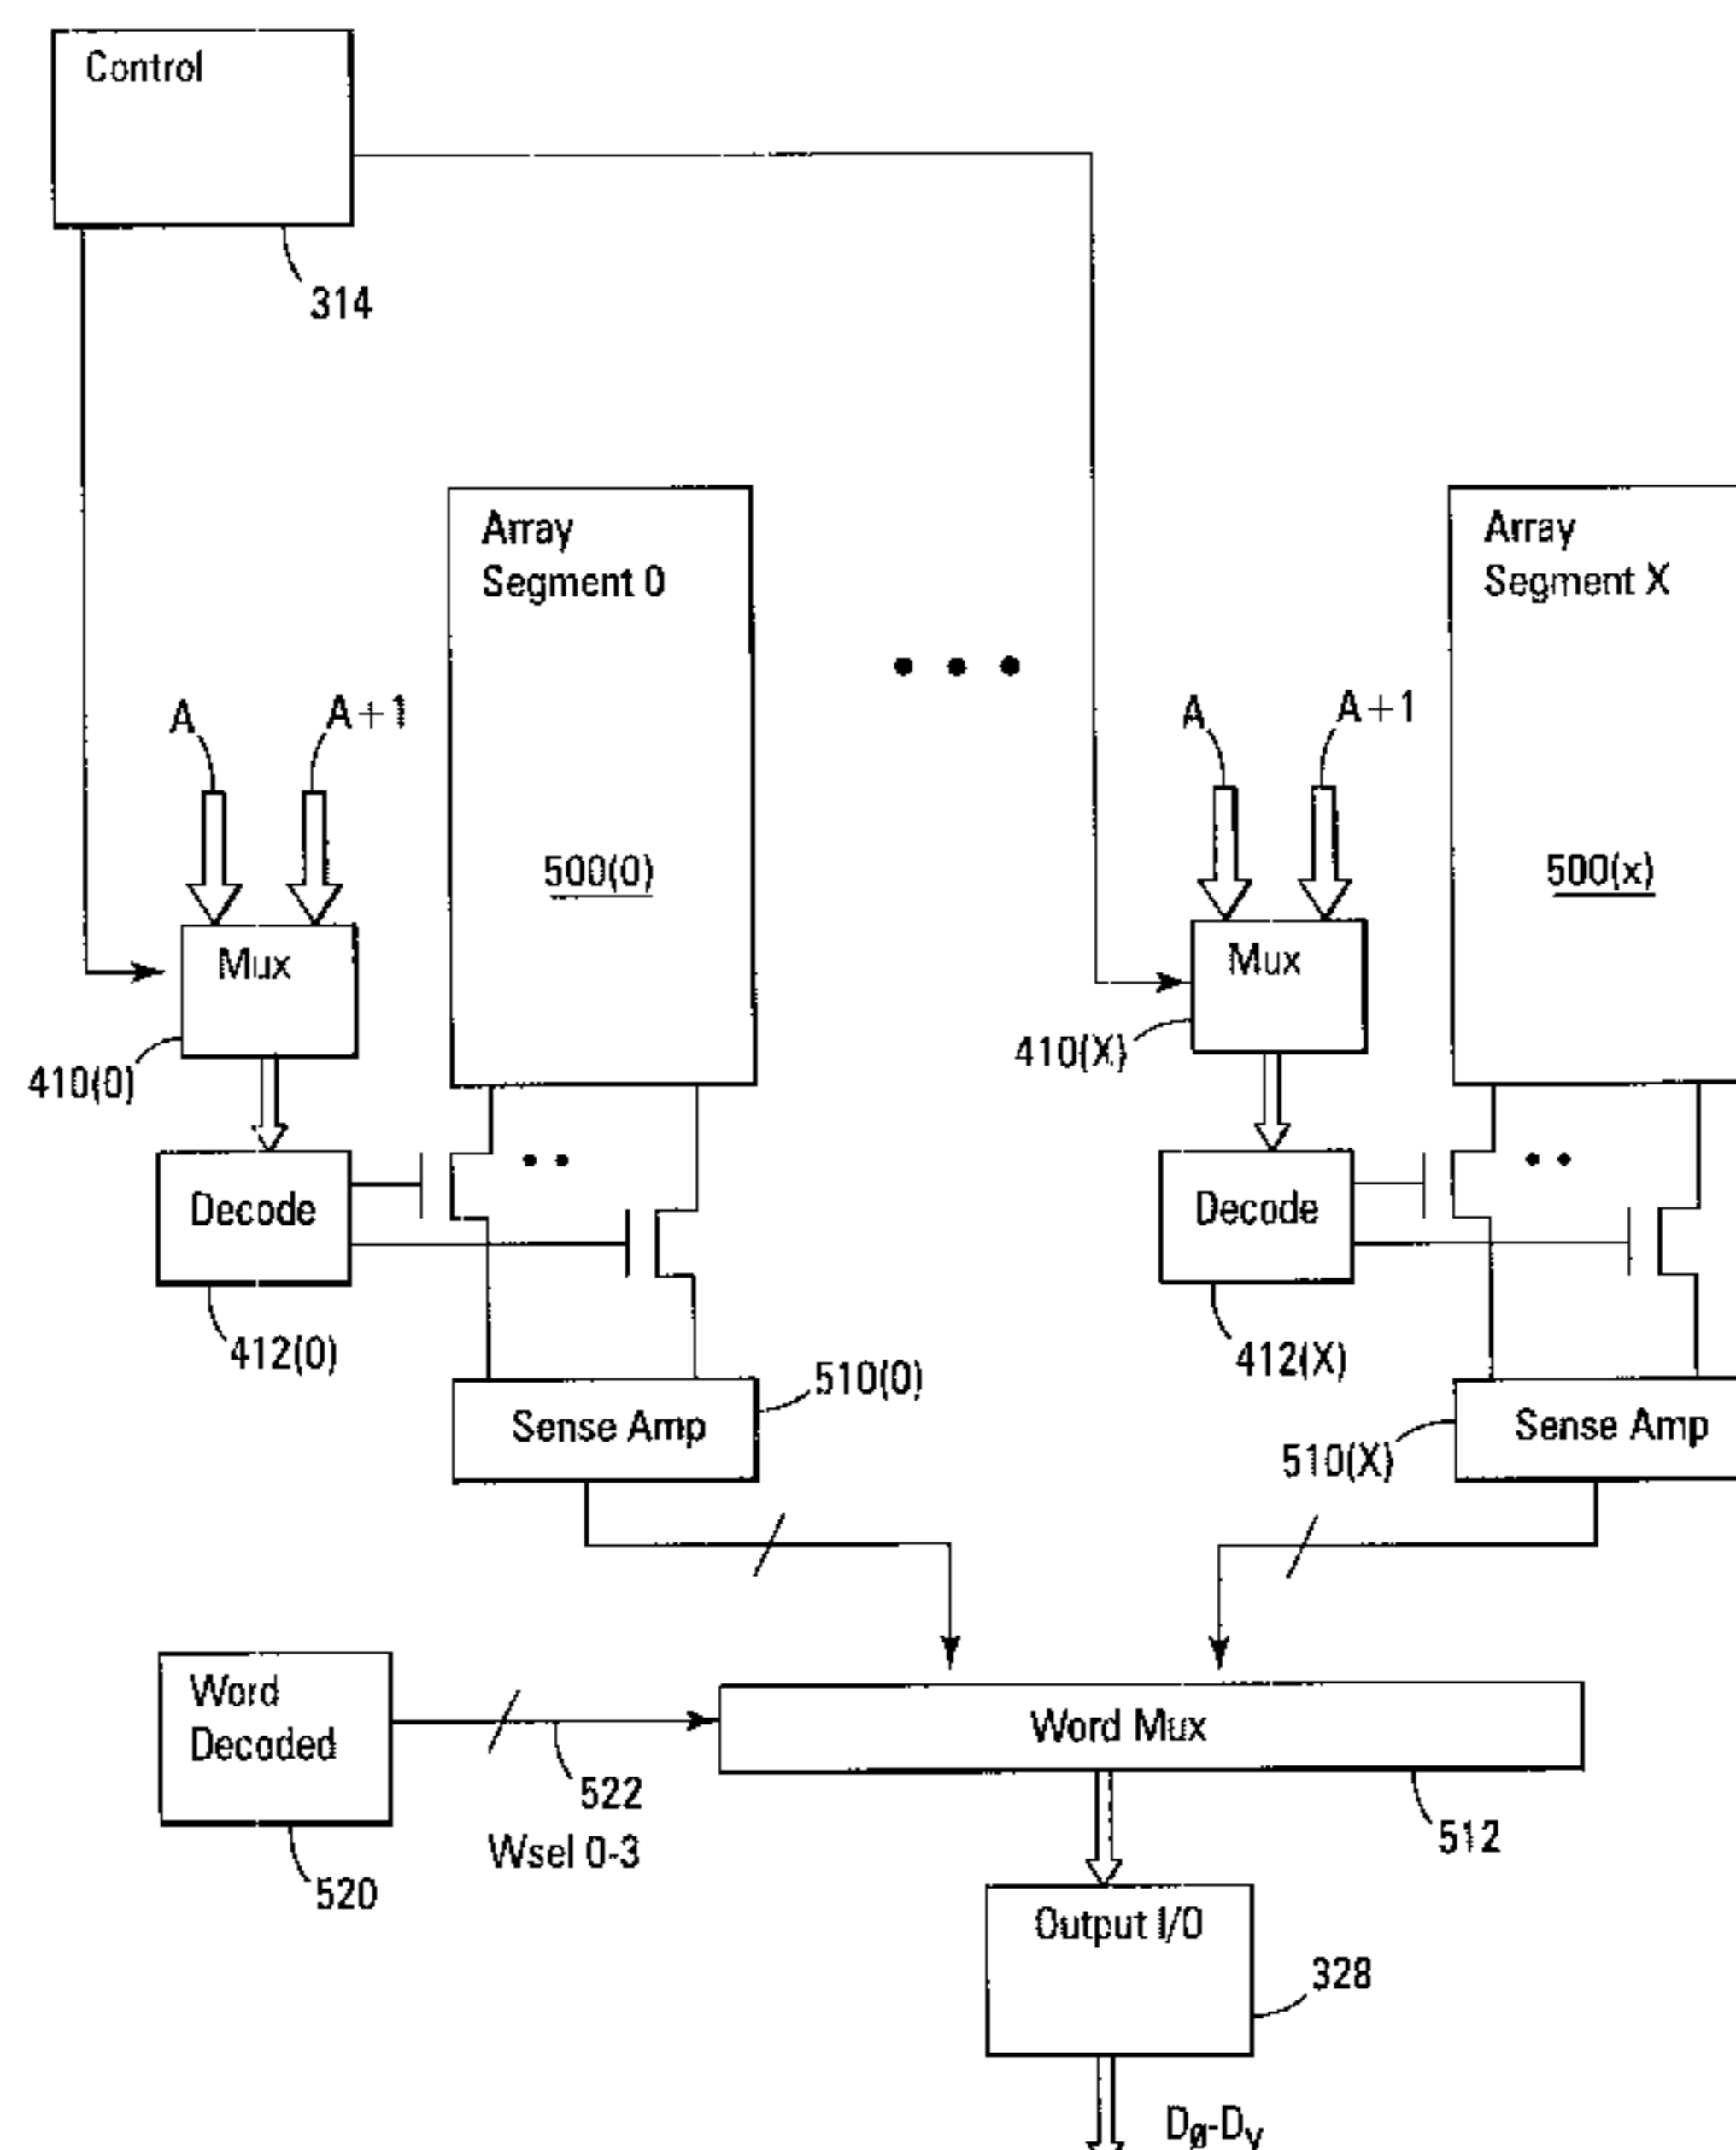 Control
314
Array
Segment 0
Array
Segment X
A
A+1
A
A+1
500(0)
500(x)
Mux
Mux
410(0)
410(X)
Decode
Decode
412(0)
412(X)
510(0)
Sense Amp
Sense Amp
510(X)
Word
Decoded
Word Mux
522
Wsel 0-3
512
520
Output I/O
328
Dø-Dy